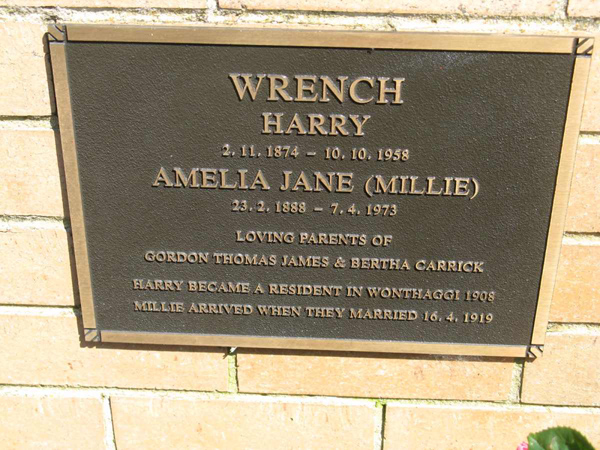 WRENCH
HARRY
2. 11. 1874 – 10. 10. 1958
AMELIA JANE (MILLIE)
23. 2. 1888 – 7. 4. 1973
LOVING PARENTS OF
GORDON THOMAS JAMES & BERTHA CARRICK
HARRY BECAME A RESIDENT IN WONTHAGGI 1908
MILLIE ARRIVED WHEN THEY MARRIED 16. 4. 1919